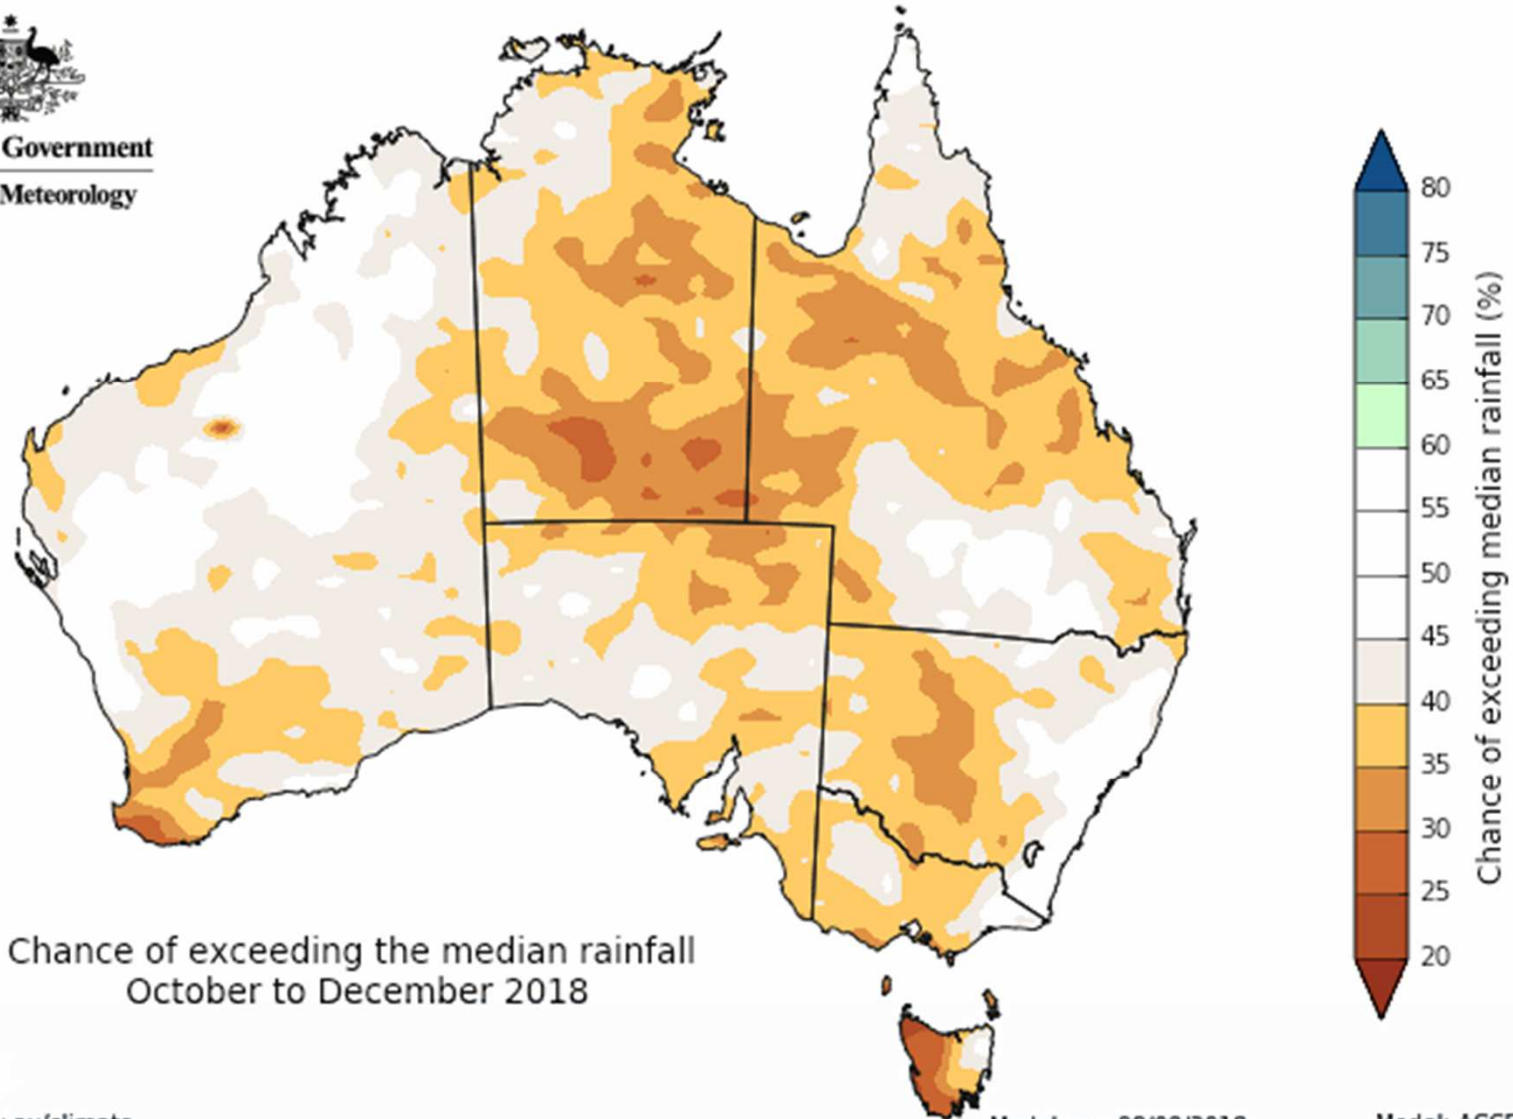 Government
Meteorology
80
75
70
65
60
55
50
45
40
35
30
25
20
Chance of exceeding median rainfall (%)
Chance of exceeding the median rainfall
October to December 2018